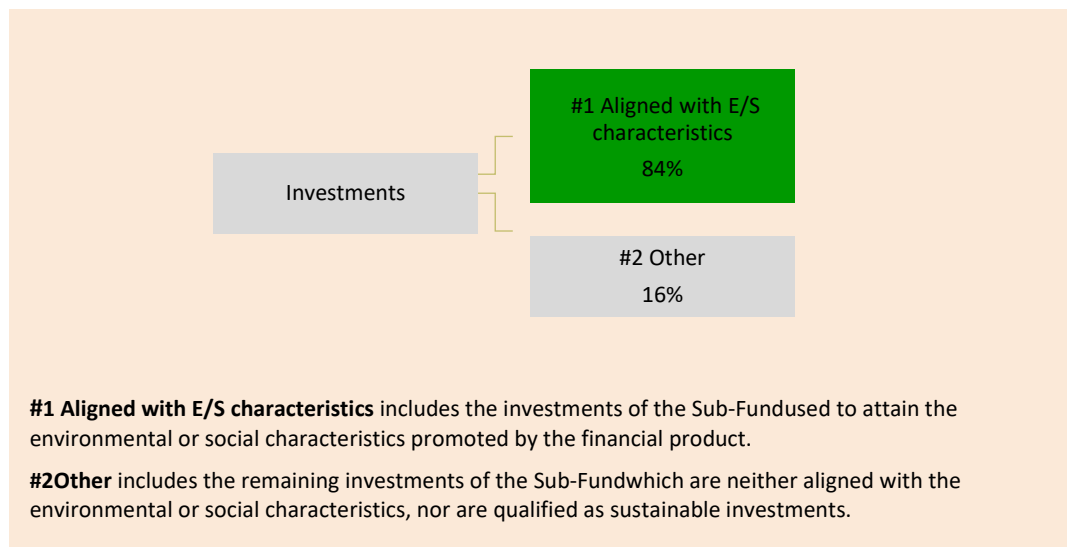 #1 Aligned with E/S
characteristics
84%
Investments
#2 Other
16%
#1 Aligned with E/S characteristics includes the investments of the Sub-Fundused to attain the
environmental or social characteristics promoted by the financial product.
#2Other includes the remaining investments of the Sub-Fundwhich are neither aligned with the
environmental or social characteristics, nor are qualified as sustainable investments.